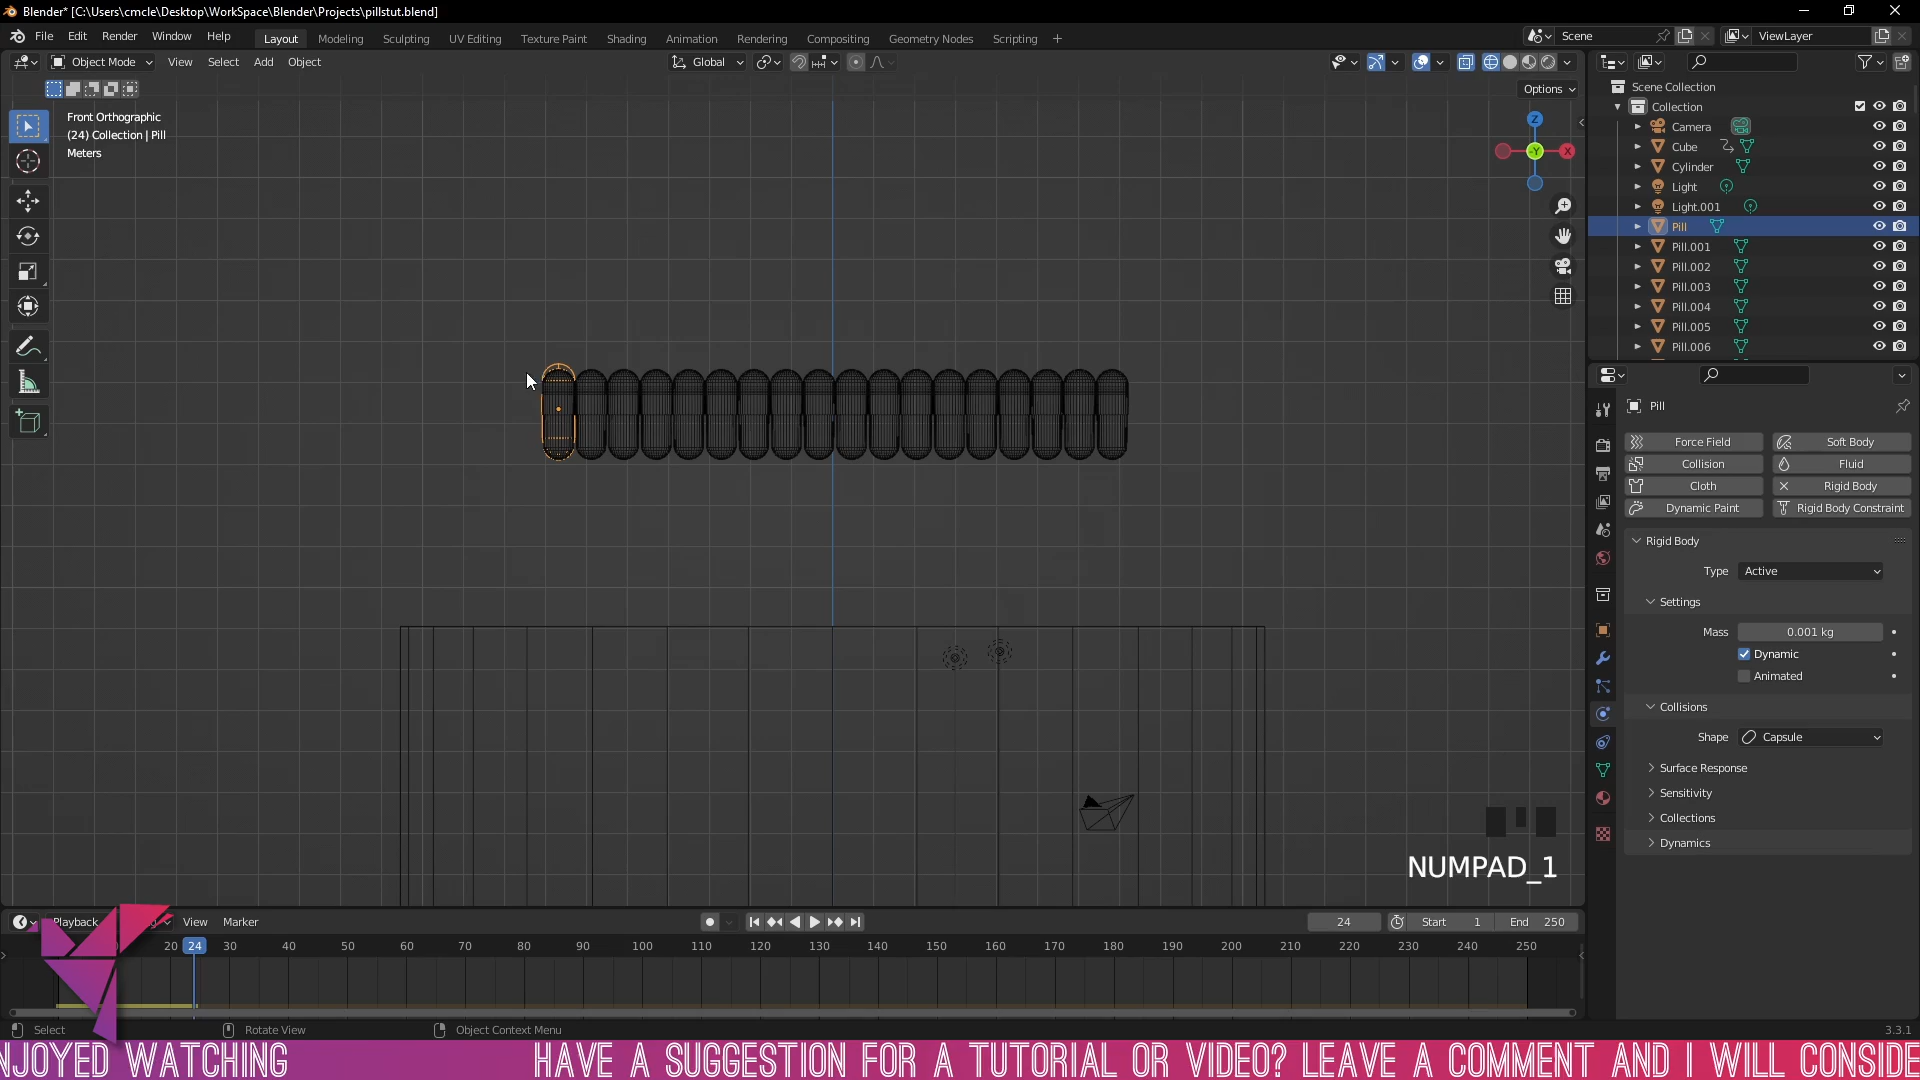 Blender* [C:\Users\cmcle\Desktop\WorkSpace\Blender\Projects\pillstut.blend]
File Edit Render Window Help Layout Modeling Sculpting UV Editing Texture Paint Shading Animation Rendering Compositing Geometry Nodes Scripting + Scene ViewLayer
Object Mode View Select Add Object Global
Options
Front Orthographic
(24) Collection | Pill
Meters
Z
-Y
X
Scene Collection
Collection
Camera
Cube
Cylinder
Light
Light.001
Pill
Pill.001
Pill.002
Pill.003
Pill.004
Pill.005
Pill.006
Pill
Force Field Soft Body
Collision Fluid
Cloth Rigid Body
Dynamic Paint Rigid Body Constraint
Rigid Body
Type Active
Settings
Mass 0.001 kg
Dynamic
Animated
Collisions
Shape Capsule
Surface Response
Sensitivity
Collections
Dynamics
NUMPAD_1
Playback View Marker 24 Start 1 End 250
20 24 30 40 50 60 70 80 90 100 110 120 130 140 150 160 170 180 190 200 210 220 230 240 250
Select Rotate View Object Context Menu 3.3.1
NJOYED WATCHING HAVE A SUGGESTION FOR A TUTORIAL OR VIDEO? LEAVE A COMMENT AND I WILL CONSIDE